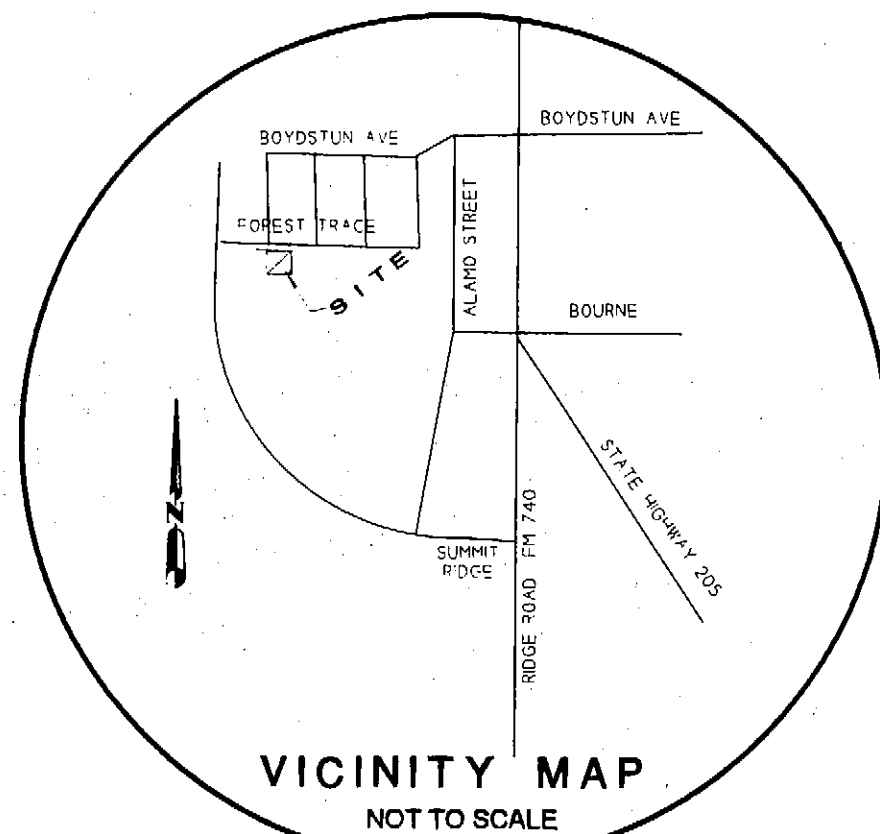 BOYDSTUN AVE
BOYDSTUN AVE
FOREST TRACE
SITE
ALAMO STREET
BOURNE
STATE HIGHWAY 205
N
SUMMIT
RIDGE
RIDGE ROAD FM 740
VICINITY MAP
NOT TO SCALE